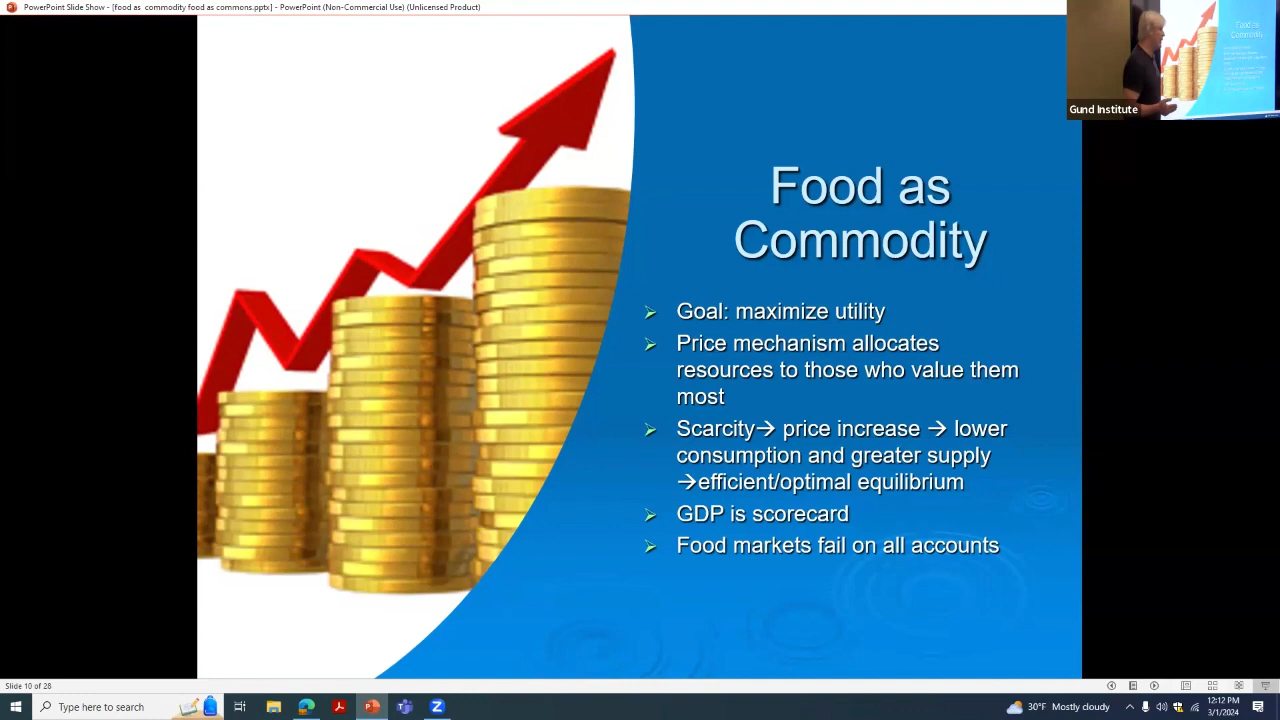 PowerPoint Slide Show - [food as  commodity food as commons.pptx] - PowerPoint (Non-Commercial Use) (Unlicensed Product)
Food as
Commodity
Gund Institute
Food as
Commodity
Goal: maximize utility
Price mechanism allocates
resources to those who value them
most
Scarcity→ price increase → lower
consumption and greater supply
→efficient/optimal equilibrium
GDP is scorecard
Food markets fail on all accounts
Slide 10 of 28
Type here to search
30°F Mostly cloudy
12:12 PM
3/1/2024